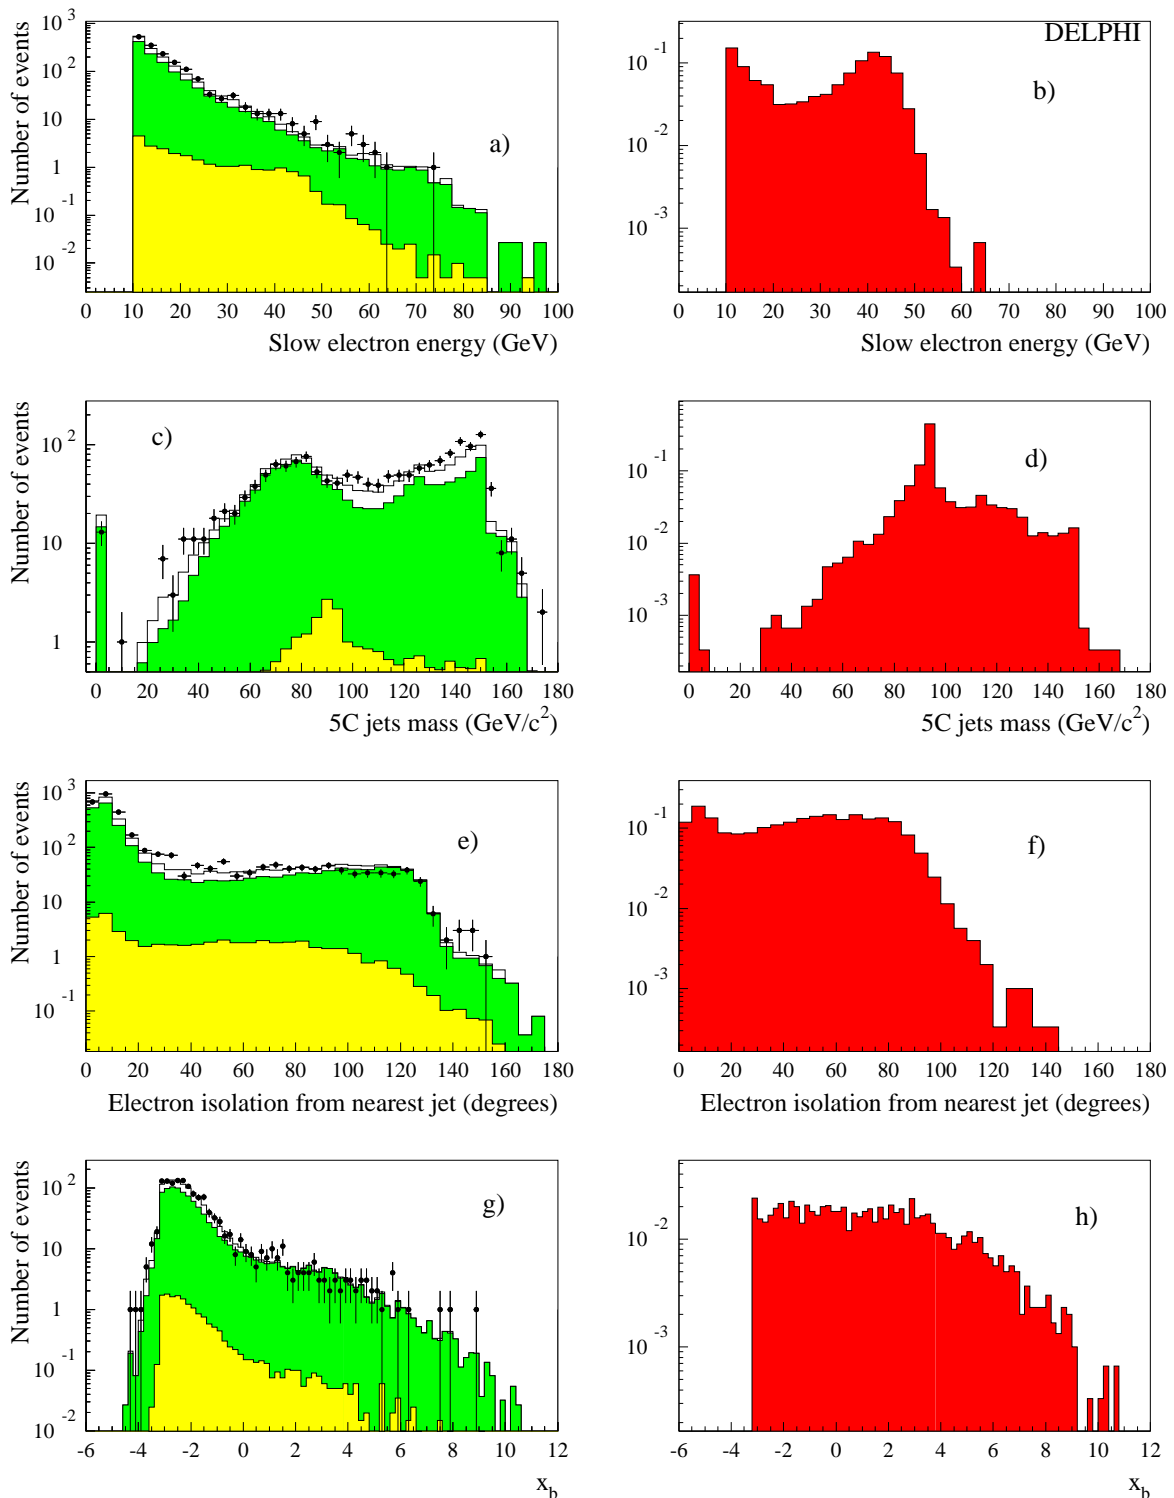 DELPHI
Number of events
10 3
10 2
10
1
10 -1
10 -2
a)
0 10 20 30 40 50 60 70 80 90 100
Slow electron energy (GeV)
10 -1
10 -2
10 -3
b)
0 10 20 30 40 50 60 70 80 90 100
Slow electron energy (GeV)
Number of events
10 2
10
1
c)
0 20 40 60 80 100 120 140 160 180
5C jets mass (GeV/c2)
10 -1
10 -2
10 -3
d)
0 20 40 60 80 100 120 140 160 180
5C jets mass (GeV/c2)
Number of events
10 3
10 2
10
1
10 -1
e)
0 20 40 60 80 100 120 140 160 180
Electron isolation from nearest jet (degrees)
10 -1
10 -2
10 -3
f)
0 20 40 60 80 100 120 140 160 180
Electron isolation from nearest jet (degrees)
Number of events
10 2
10
1
10 -1
10 -2
g)
-6 -4 -2 0 2 4 6 8 10 12
xb
10 -2
10 -3
h)
-6 -4 -2 0 2 4 6 8 10 12
xb